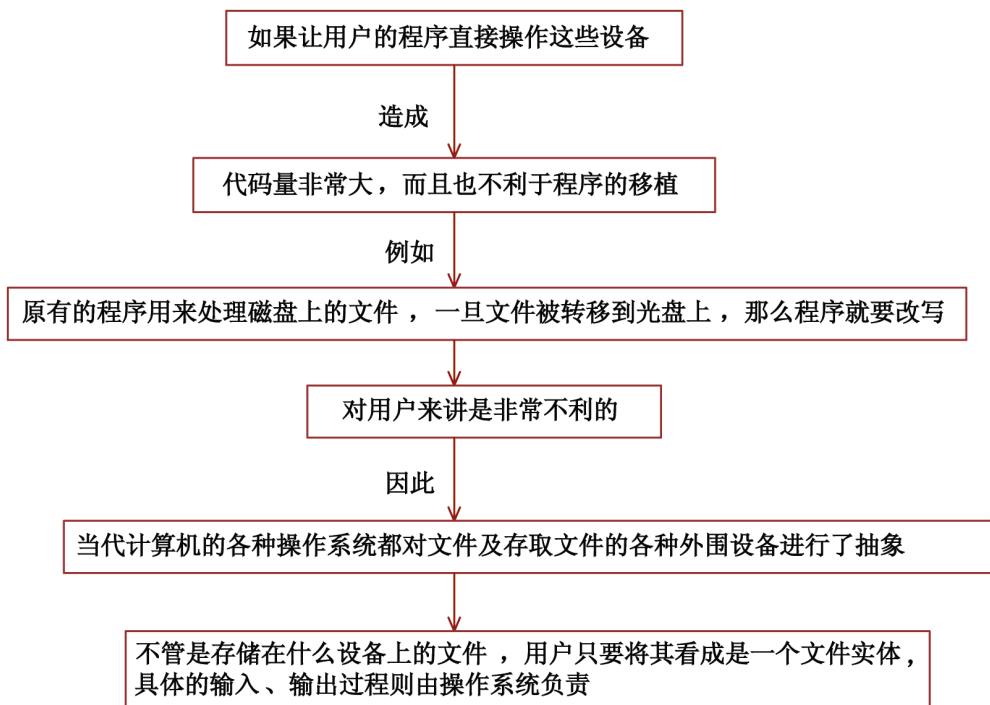 如果让用户的程序直接操作这些设备
造成
代码量非常大，而且也不利于程序的移植
例如
原有的程序用来处理磁盘上的文件，一旦文件被转移到光盘上，那么程序就要改写
对用户来讲是非常不利的
因此
当代计算机的各种操作系统都对文件及存取文件的各种外围设备进行了抽象
不管是存储在什么设备上的文件，用户只要将其看成是一个文件实体，
具体的输入、输出过程则由操作系统负责